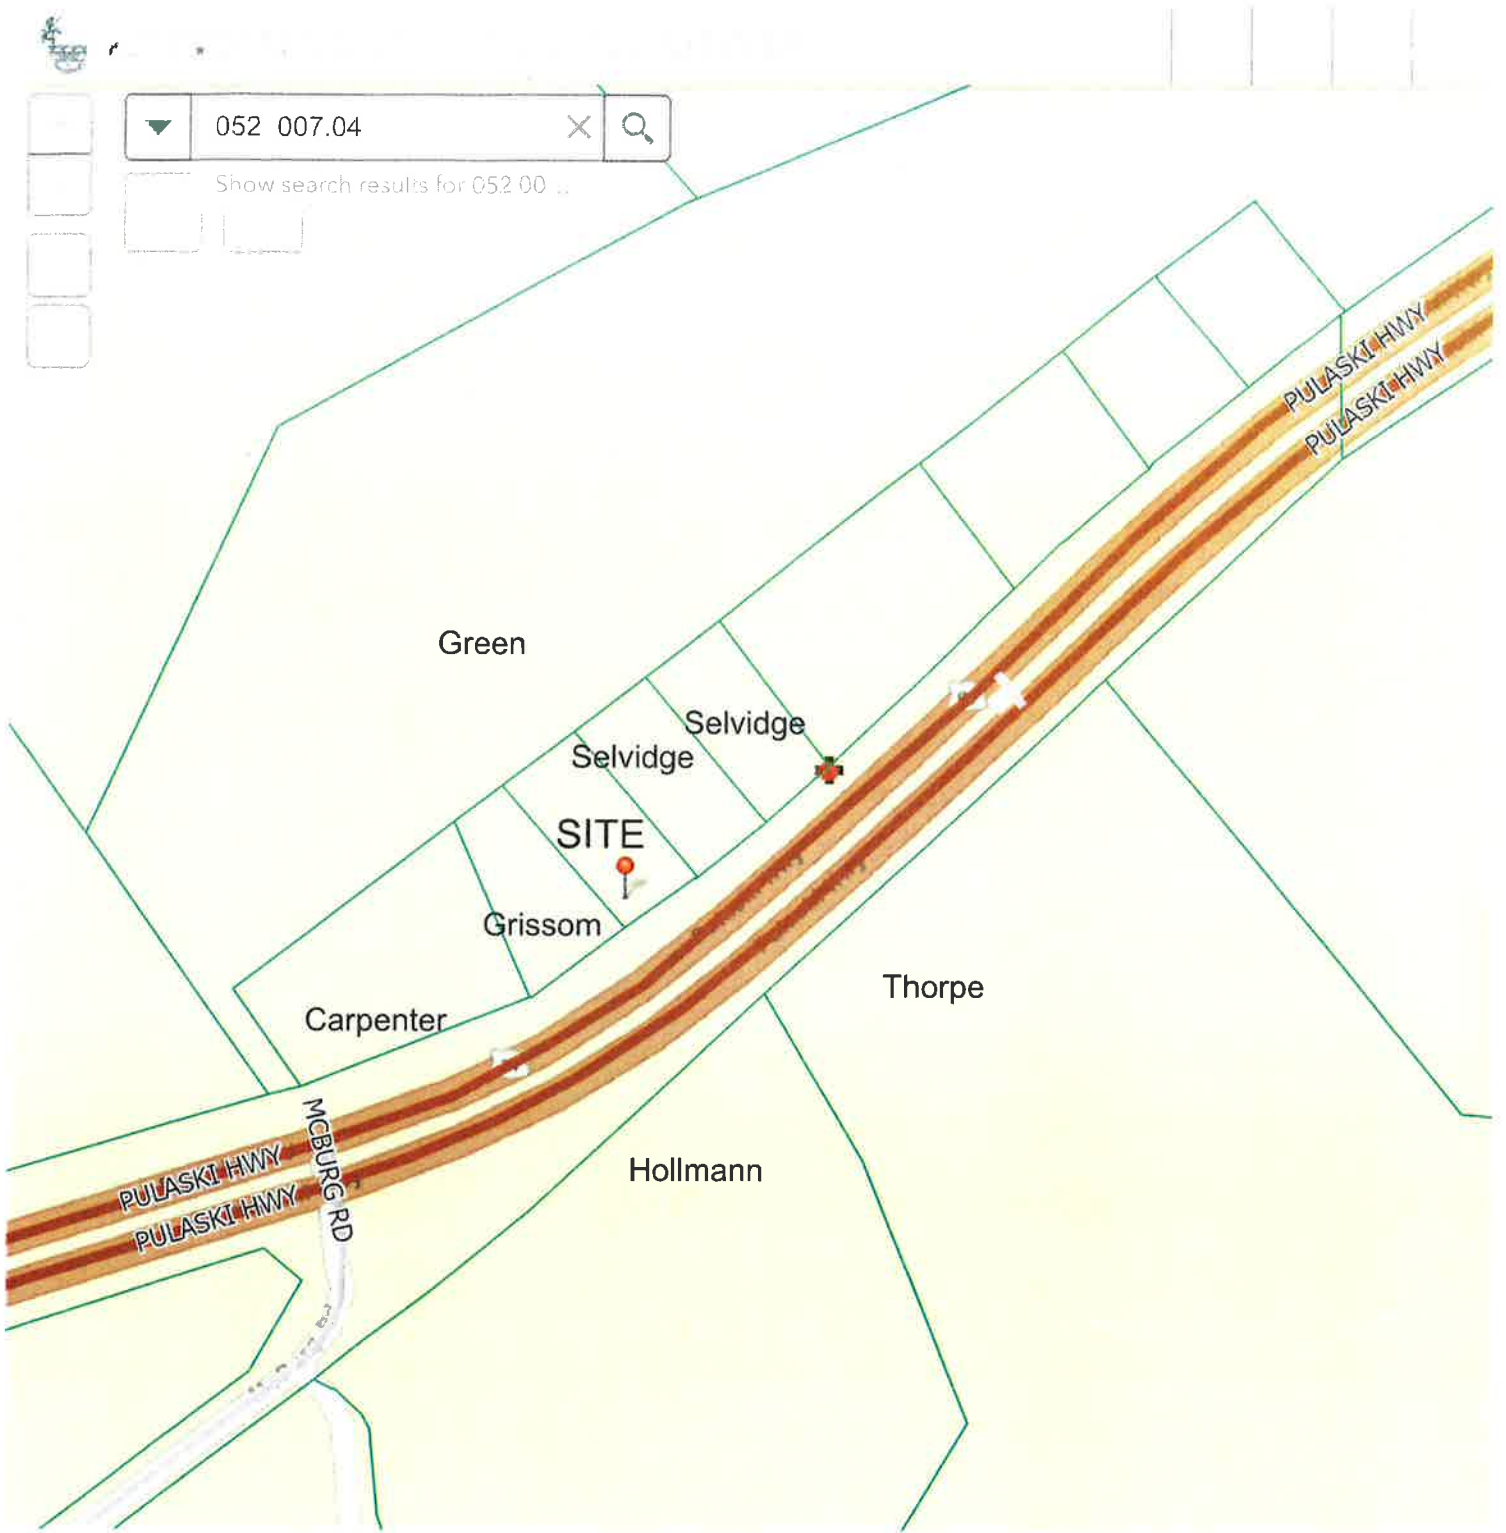 052 007.04
Show search results for 052 00 ...
PULASKI HWY
PULASKI HWY
Green
Selvidge
Selvidge
SITE
Grissom
Thorpe
Carpenter
MCBURG RD
PULASKI HWY
PULASKI HWY
Hollmann